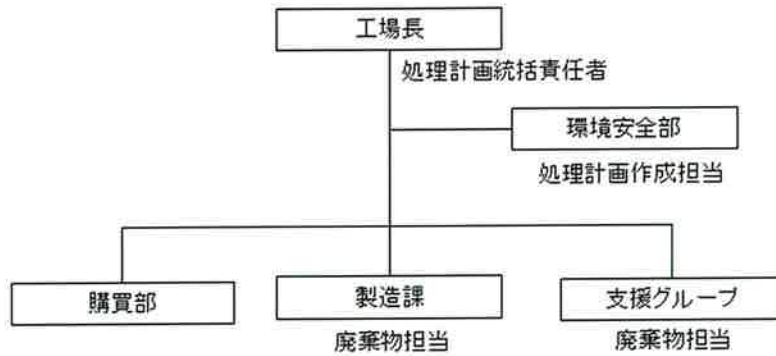 工場長
処理計画統括責任者
環境安全部
処理計画作成担当
購買部
製造課
支援グループ
廃棄物担当
廃棄物担当